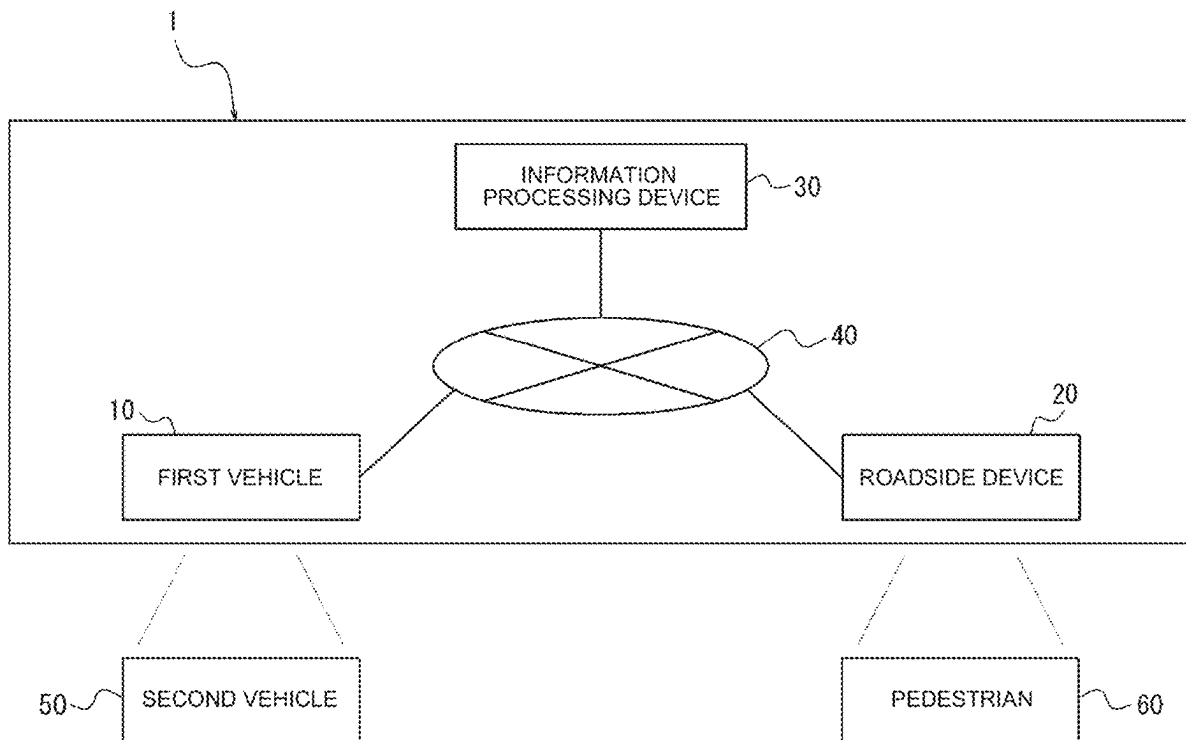 1
INFORMATION
PROCESSING DEVICE
30
40
10
20
FIRST VEHICLE
ROADSIDE DEVICE
50
SECOND VEHICLE
PEDESTRIAN
60